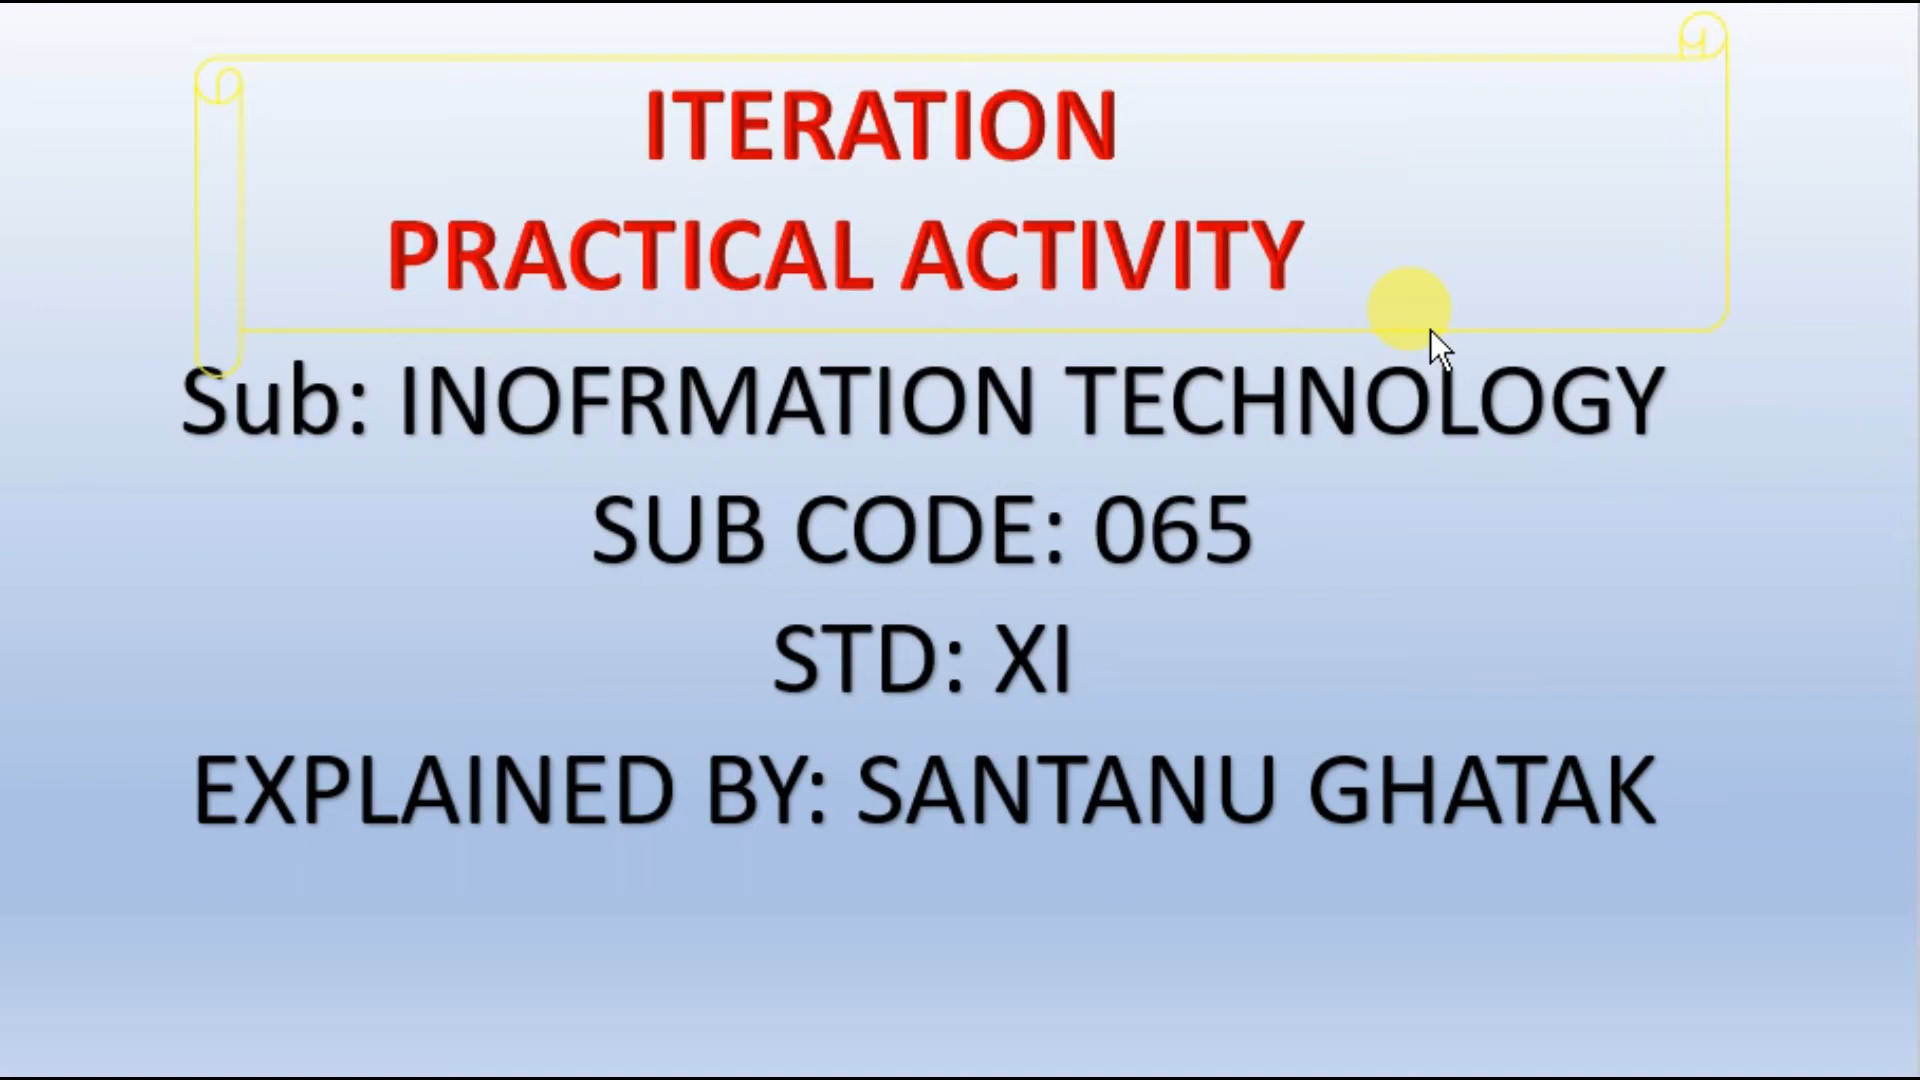 ITERATION
PRACTICAL ACTIVITY
Sub: INOFRMATION TECHNOLOGY
SUB CODE: 065
STD: XI
EXPLAINED BY: SANTANU GHATAK